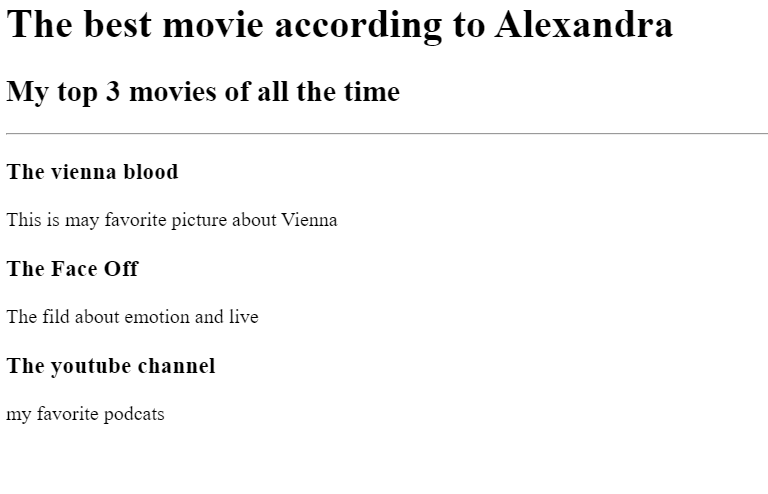 The best movie according to Alexandra
My top 3 movies of all the time
The vienna blood
This is may favorite picture about Vienna
The Face Off
The fild about emotion and live
The youtube channel
my favorite podcats